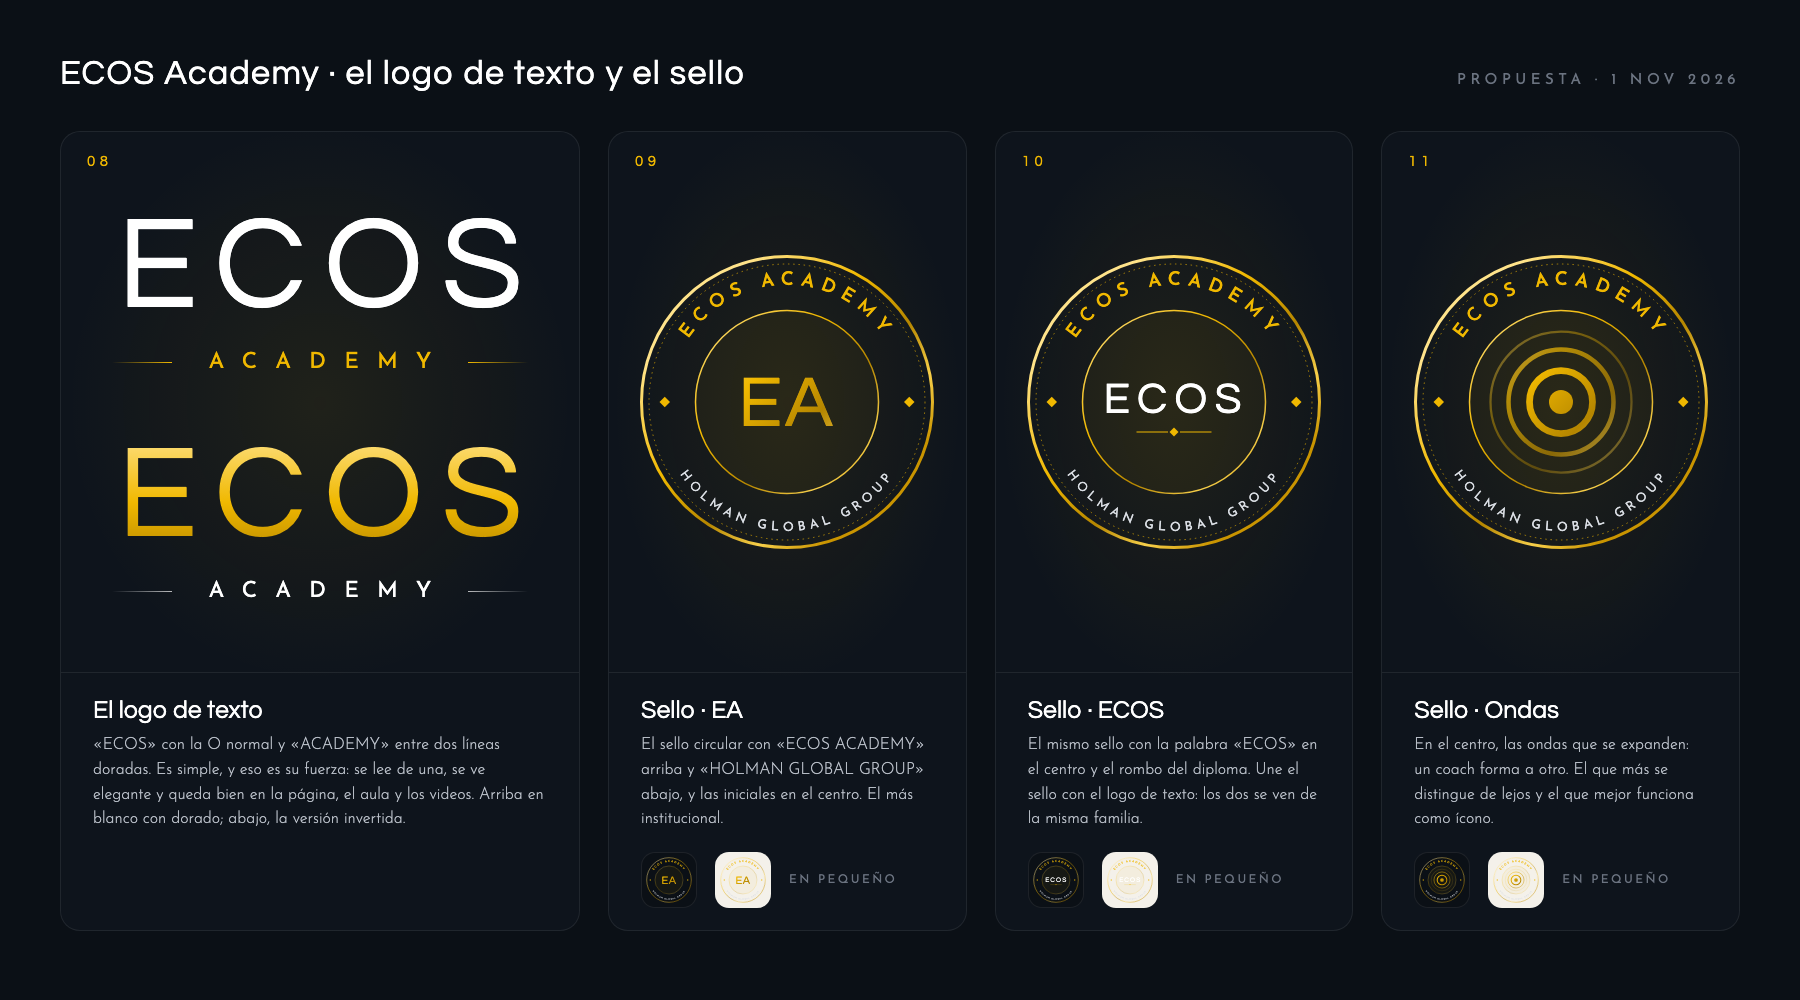 ECOS Academy · el logo de texto y el sello
PROPUESTA · 1 NOV 2026
08
ECOS
ACADEMY
ECOS
ACADEMY
El logo de texto
«ECOS» con la O normal y «ACADEMY» entre dos líneas
doradas. Es simple, y eso es su fuerza: se lee de una, se ve
elegante y queda bien en la página, el aula y los videos. Arriba en
blanco con dorado; abajo, la versión invertida.
09
ECOS ACADEMY
EA
HOLMAN GLOBAL GROUP
Sello · EA
El sello circular con «ECOS ACADEMY»
arriba y «HOLMAN GLOBAL GROUP»
abajo, y las iniciales en el centro. El más
institucional.
EA
EA
EN PEQUEÑO
10
ECOS ACADEMY
ECOS
HOLMAN GLOBAL GROUP
Sello · ECOS
El mismo sello con la palabra «ECOS» en
el centro y el rombo del diploma. Une el
sello con el logo de texto: los dos se ven de
la misma familia.
ECOS
ECOS
EN PEQUEÑO
11
ECOS ACADEMY
HOLMAN GLOBAL GROUP
Sello · Ondas
En el centro, las ondas que se expanden:
un coach forma a otro. El que más se
distingue de lejos y el que mejor funciona
como ícono.
EN PEQUEÑO